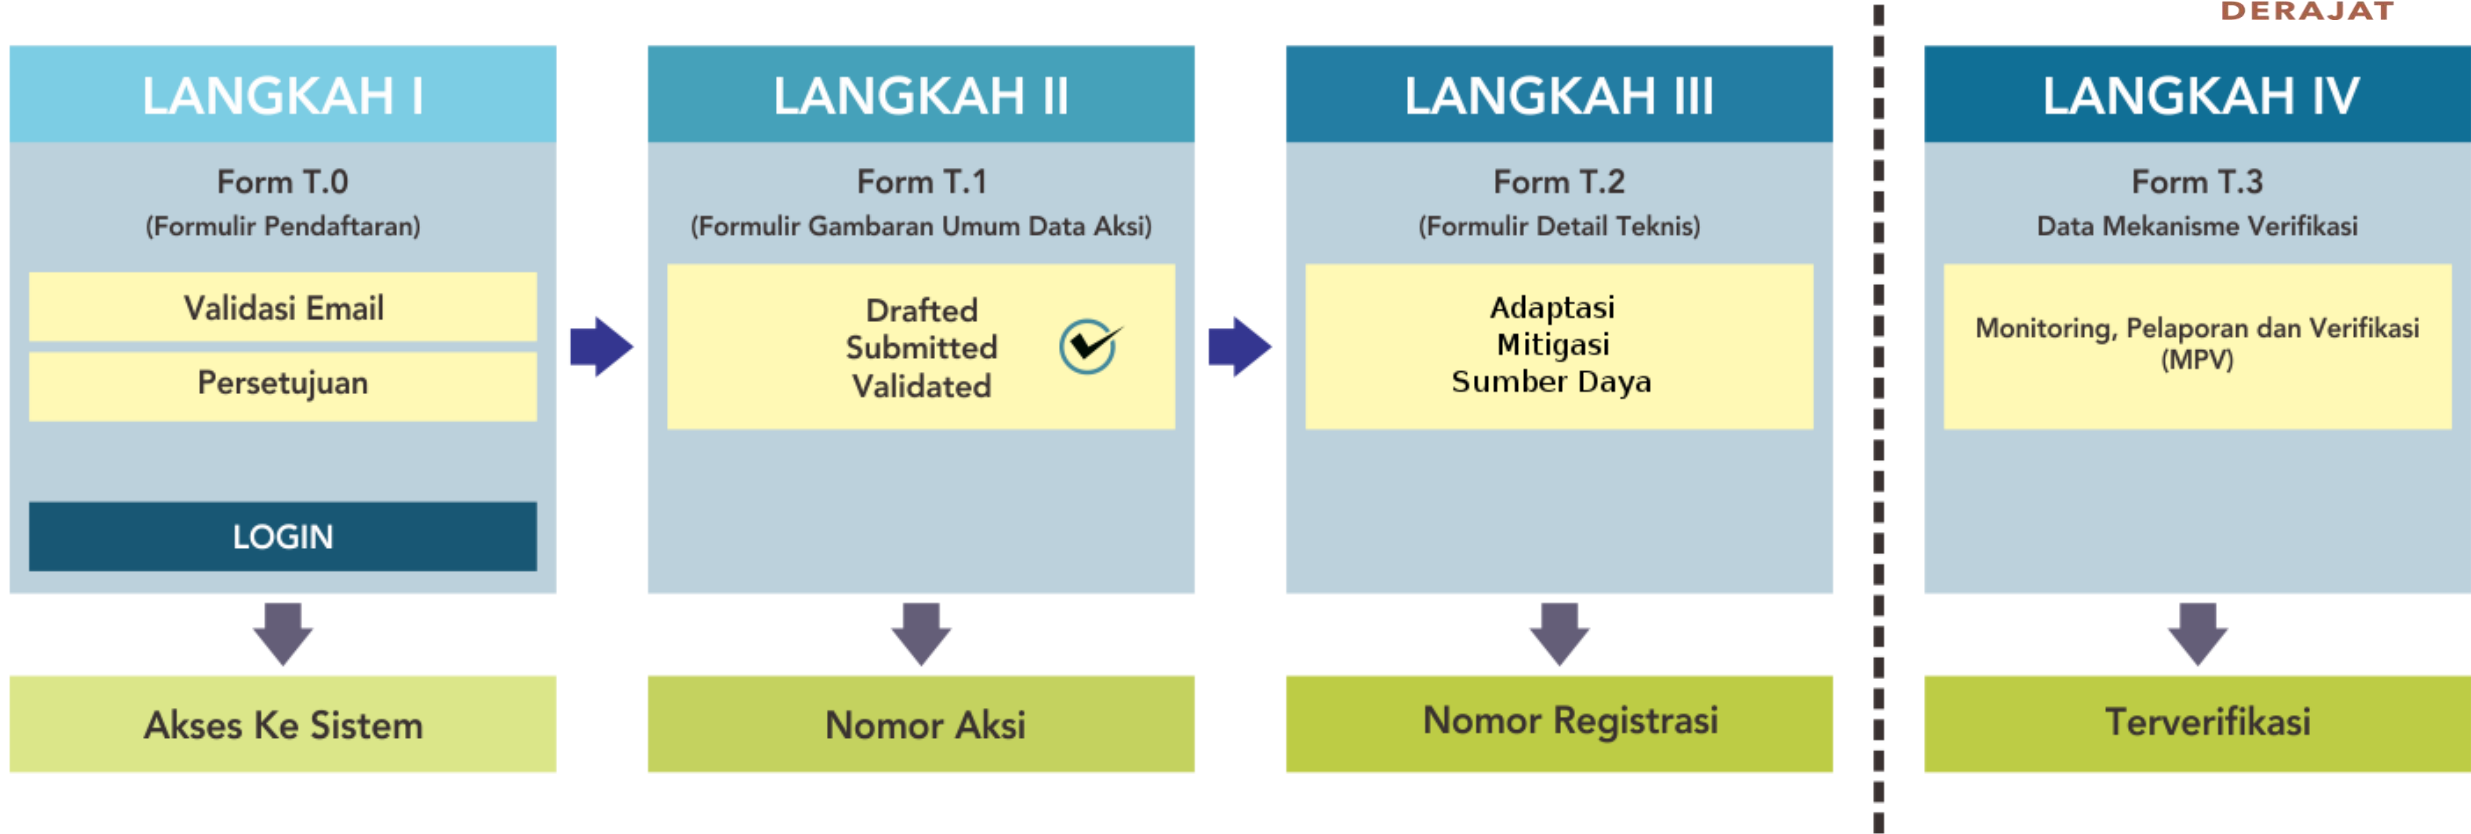 DERAJAT
LANGKAH I
Form T.0
(Formulir Pendaftaran)
Validasi Email
Persetujuan
LOGIN
Akses Ke Sistem
LANGKAH II
Form T.1
(Formulir Gambaran Umum Data Aksi)
Drafted
Submitted
Validated
Nomor Aksi
LANGKAH III
Form T.2
(Formulir Detail Teknis)
Adaptasi
Mitigasi
Sumber Daya
Nomor Registrasi
LANGKAH IV
Form T.3
Data Mekanisme Verifikasi
Monitoring, Pelaporan dan Verifikasi
(MPV)
Terverifikasi